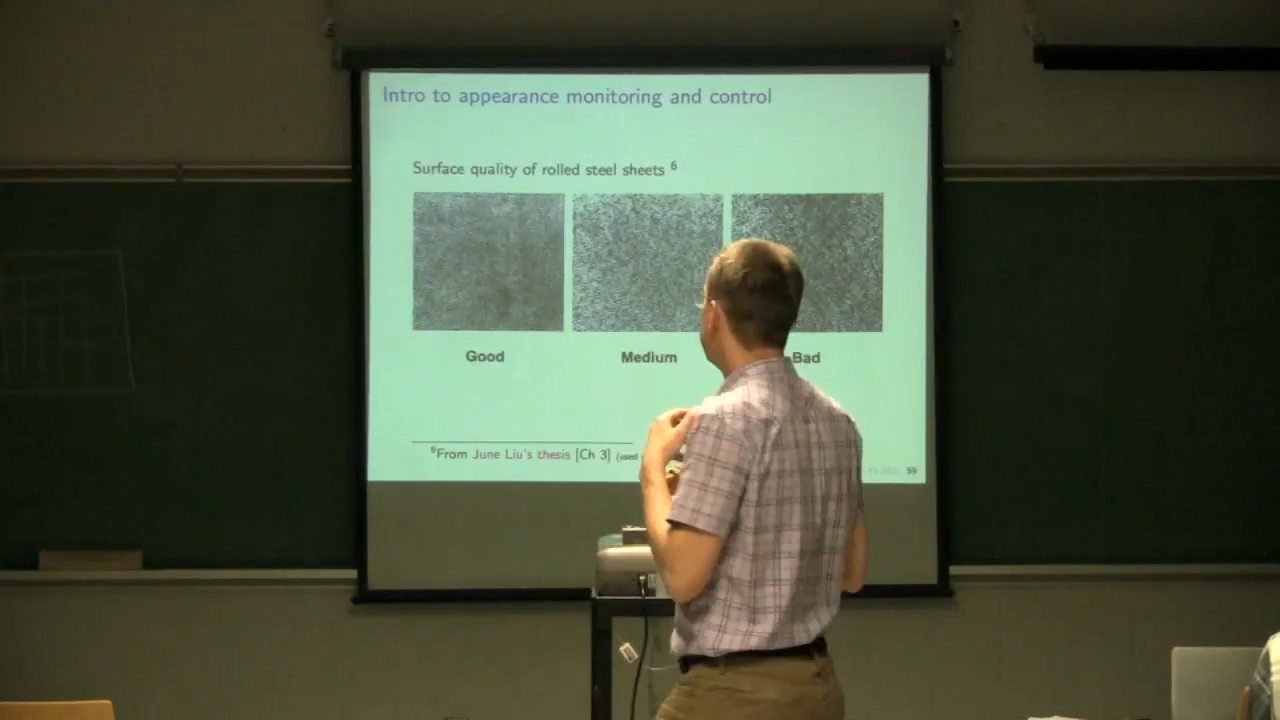 Intro to appearance monitoring and control
Surface quality of rolled steel sheets 6
Good Medium Bad
6From June Liu's thesis [Ch 3] (used
59